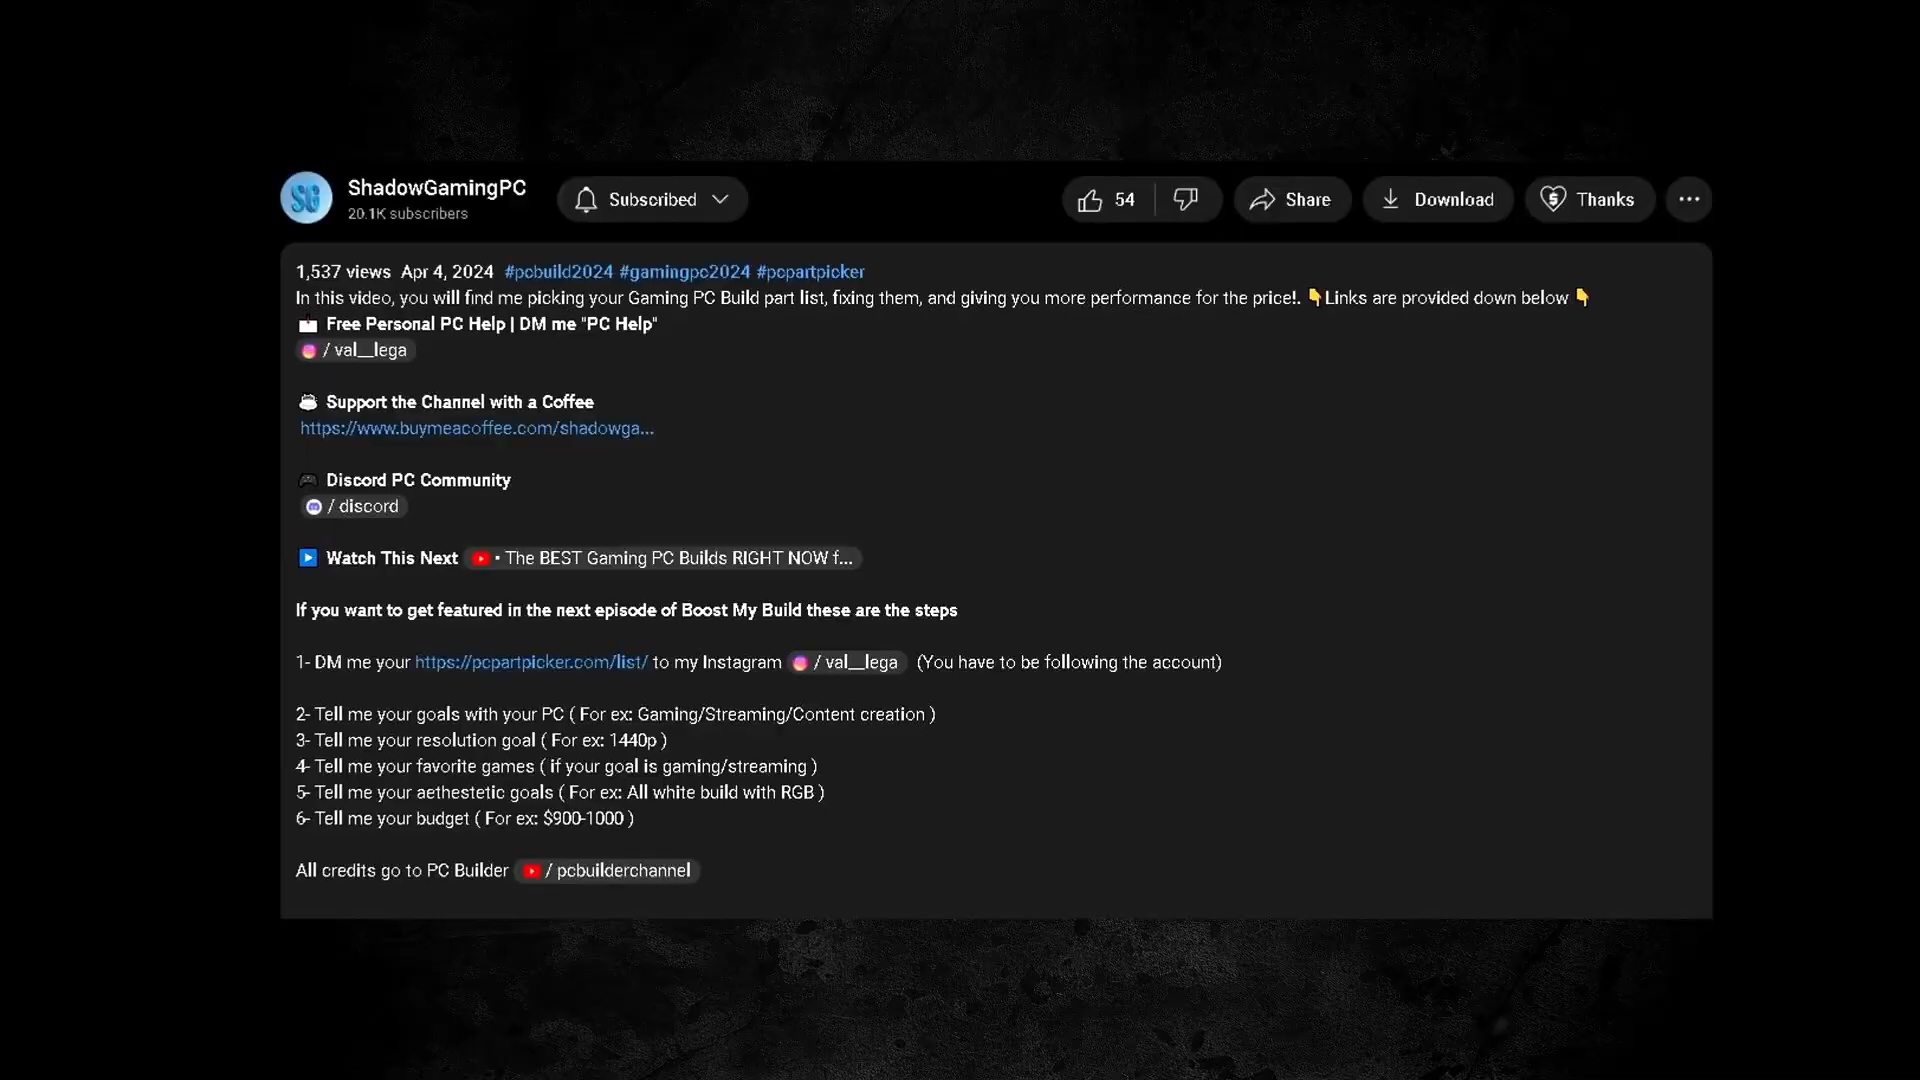 ShadowGamingPC
20.1K subscribers
Subscribed
54
Share
Download
Thanks
1,537 views Apr 4, 2024 #pcbuild2024 #gamingpc2024 #pcpartpicker
In this video, you will find me picking your Gaming PC Build part list, fixing them, and giving you more performance for the price!. 👇Links are provided down below 👇
Free Personal PC Help | DM me "PC Help"
/ val__lega
Support the Channel with a Coffee
https://www.buymeacoffee.com/shadowga...
Discord PC Community
/ discord
Watch This Next • The BEST Gaming PC Builds RIGHT NOW f...
If you want to get featured in the next episode of Boost My Build these are the steps
1- DM me your https://pcpartpicker.com/list/ to my Instagram / val__lega (You have to be following the account)
2- Tell me your goals with your PC ( For ex: Gaming/Streaming/Content creation )
3- Tell me your resolution goal ( For ex: 1440p )
4- Tell me your favorite games ( if your goal is gaming/streaming )
5- Tell me your aethestetic goals ( For ex: All white build with RGB )
6- Tell me your budget ( For ex: $900-1000 )
All credits go to PC Builder / pcbuilderchannel